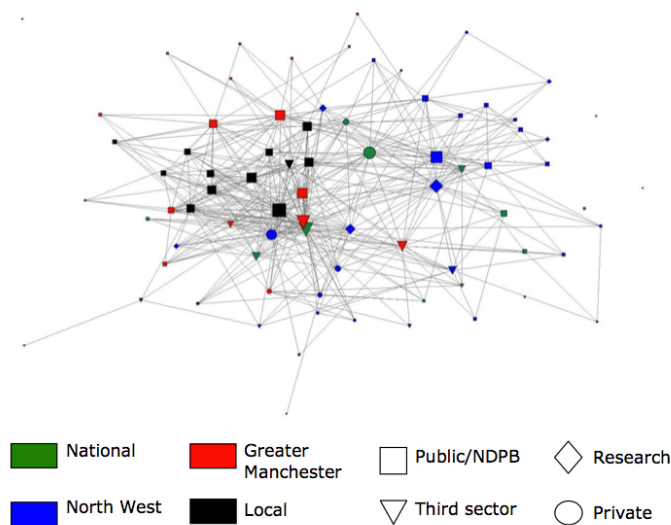 National
Greater
Manchester
Public/NDPB
Research
North West
Local
Third sector
Private